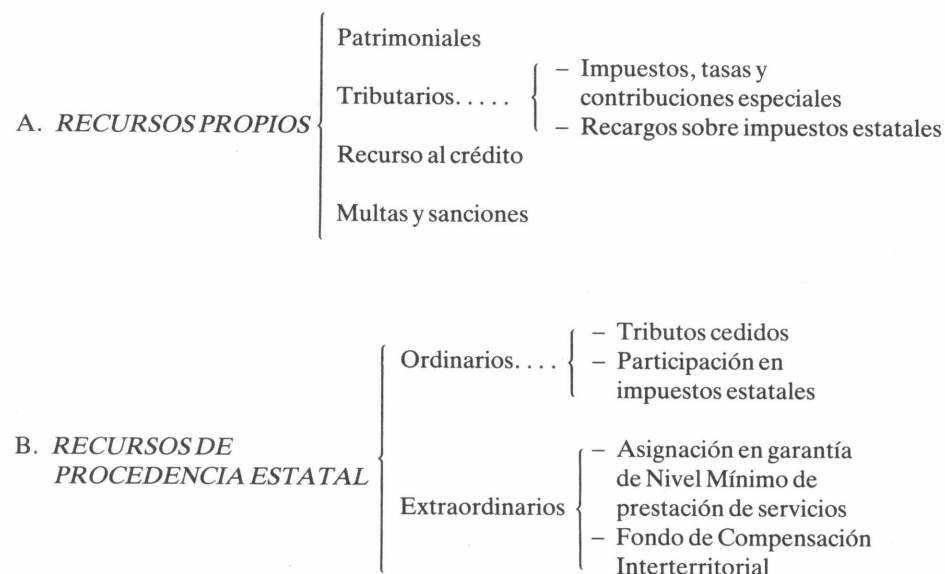 Patrimoniales
Tributarios.....
– Impuestos, tasas y
contribuciones especiales
– Recargos sobre impuestos estatales
A. RECURSOS PROPIOS
Recurso al crédito
Multas y sanciones
Ordinarios....
– Tributos cedidos
– Participación en
impuestos estatales
B. RECURSOS DE
PROCEDENCIA ESTATAL
Extraordinarios
– Asignación en garantía
de Nivel Mínimo de
prestación de servicios
– Fondo de Compensación
Interterritorial